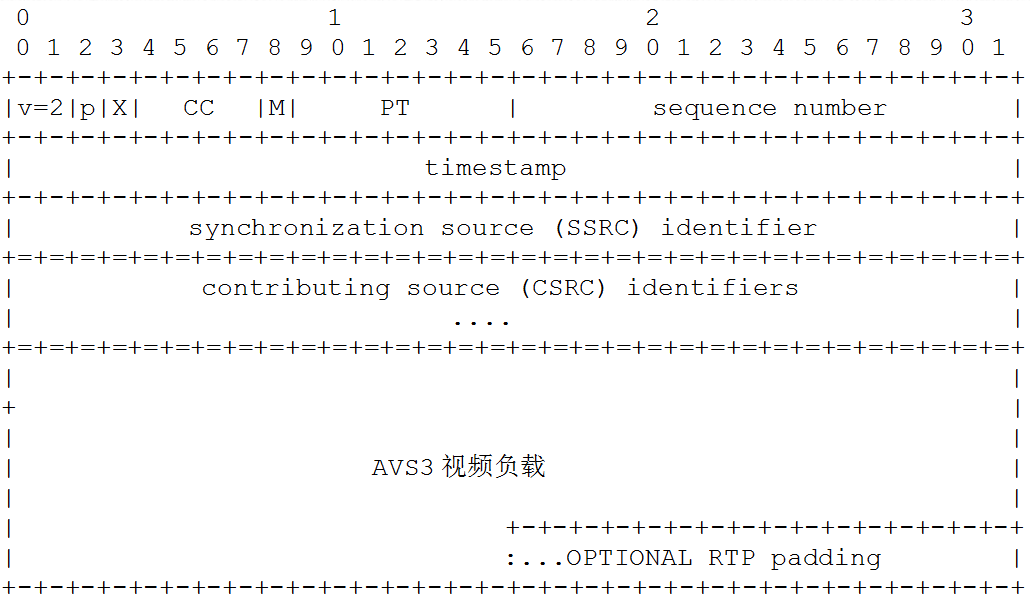 0                   1                   2                   3
0 1 2 3 4 5 6 7 8 9 0 1 2 3 4 5 6 7 8 9 0 1 2 3 4 5 6 7 8 9 0 1
+-+-+-+-+-+-+-+-+-+-+-+-+-+-+-+-+-+-+-+-+-+-+-+-+-+-+-+-+-+-+-+-+
|v=2|p|X|  CC   |M|     PT      |        sequence number        |
+-+-+-+-+-+-+-+-+-+-+-+-+-+-+-+-+-+-+-+-+-+-+-+-+-+-+-+-+-+-+-+-+
|                          timestamp                            |
+-+-+-+-+-+-+-+-+-+-+-+-+-+-+-+-+-+-+-+-+-+-+-+-+-+-+-+-+-+-+-+-+
|           synchronization source (SSRC) identifier            |
+=+=+=+=+=+=+=+=+=+=+=+=+=+=+=+=+=+=+=+=+=+=+=+=+=+=+=+=+=+=+=+=+
|            contributing source (CSRC) identifiers             |
|                            ....                               |
+=+=+=+=+=+=+=+=+=+=+=+=+=+=+=+=+=+=+=+=+=+=+=+=+=+=+=+=+=+=+=+=+
|                                                               |
+                                                               |
|                                                               |
|                       AVS3 视频负载                            |
|                                                               |
|                               +-+-+-+-+-+-+-+-+-+-+-+-+-+-+-+-+
|                               :...OPTIONAL RTP padding        |
+-+-+-+-+-+-+-+-+-+-+-+-+-+-+-+-+-+-+-+-+-+-+-+-+-+-+-+-+-+-+-+-+